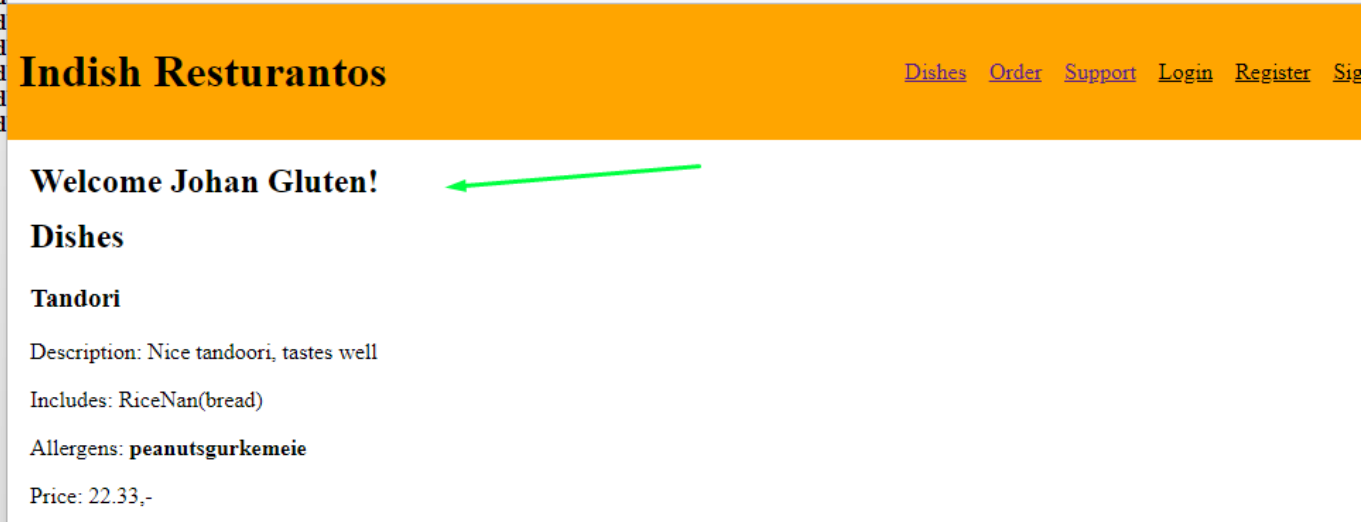 Indish Resturantos
Dishes Order Support Login Register
Welcome Johan Gluten!
Dishes
Tandori
Description: Nice tandoori, tastes well
Includes: RiceNan(bread)
Allergens: peanutsgurkemeie
Price: 22.33,-